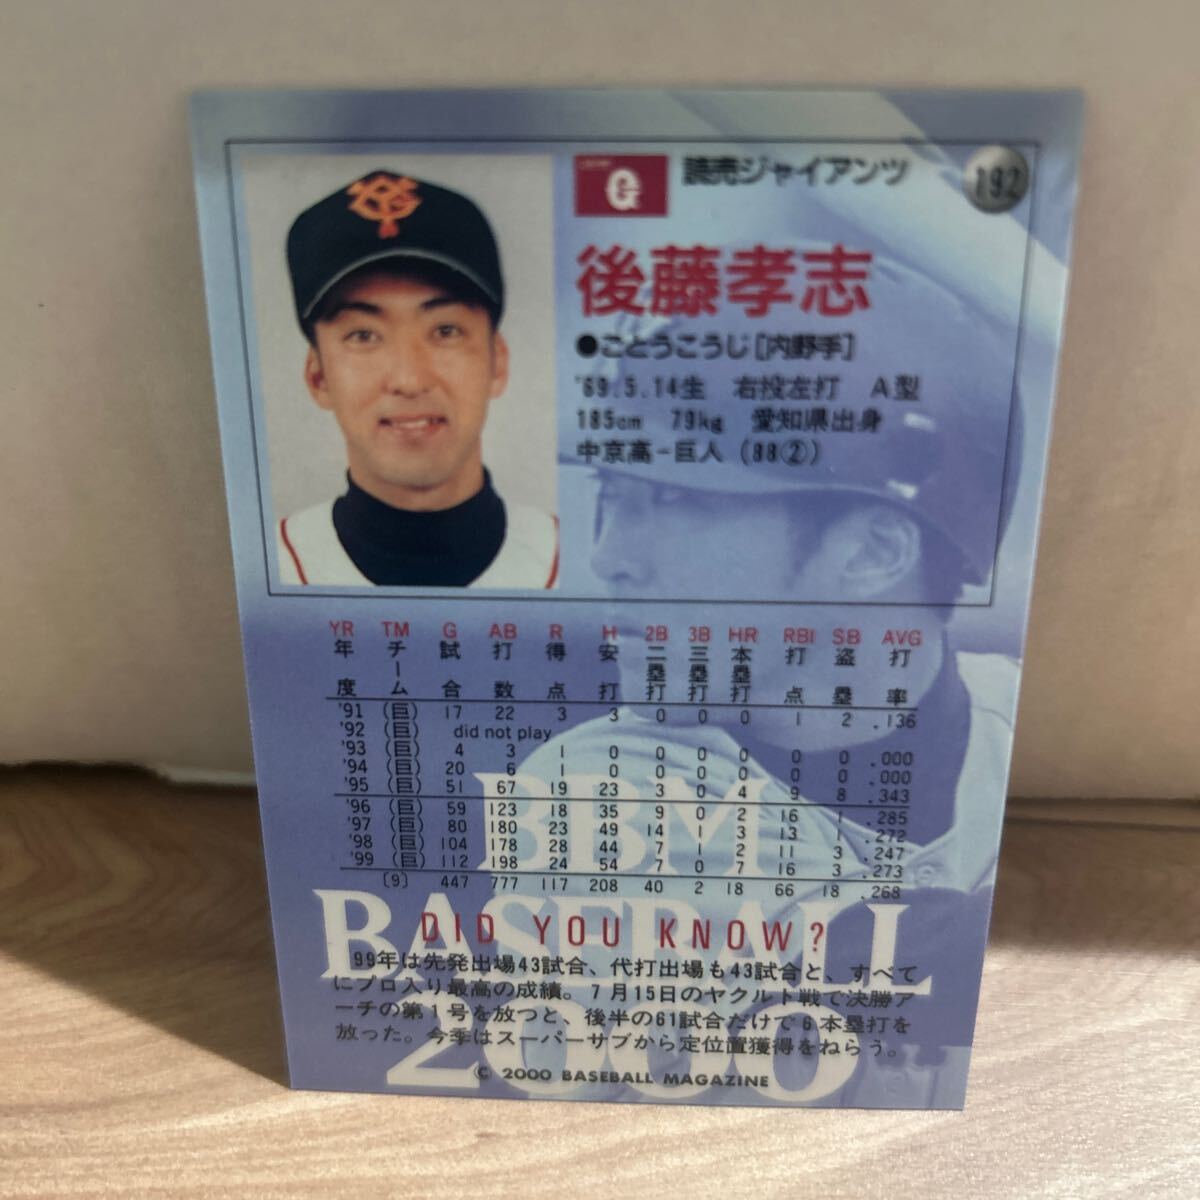 読売ジャイアンツ
192
後藤孝志
●ごとうこうじ[内野手]
'69.5.14生 右投左打 A型
185cm 79kg 愛知県出身
中京高-巨人(88②)
YR TM G AB R H 2B 3B HR RBI SB AVG
年度 チーム 試合 打数 得点 安打 二塁打 三塁打 本塁打 打点 盗塁 打率
'91 (巨) 17 22 3 3 0 0 0 1 2 .136
'92 (巨) did not play
'93 (巨) 4 3 1 0 0 0 0 0 0 .000
'94 (巨) 20 6 1 0 0 0 0 0 0 .000
'95 (巨) 51 67 19 23 3 0 4 9 8 .343
'96 (巨) 59 123 18 35 9 0 2 16 1 .285
'97 (巨) 80 180 23 49 14 1 3 13 1 .272
'98 (巨) 104 178 28 44 7 1 2 11 3 .247
'99 (巨) 112 198 24 54 7 0 7 16 3 .273
(9) 447 777 117 208 40 2 18 66 18 .268
BBM
BASEBALL
2000
DID YOU KNOW?
99年は先発出場43試合、代打出場も43試合と、すべて
にプロ入り最高の成績。7月15日のヤクルト戦で決勝ア
ーチの第1号を放つと、後半の61試合だけで6本塁打を
放った。今季はスーパーサブから定位置獲得をねらう。
© 2000 BASEBALL MAGAZINE